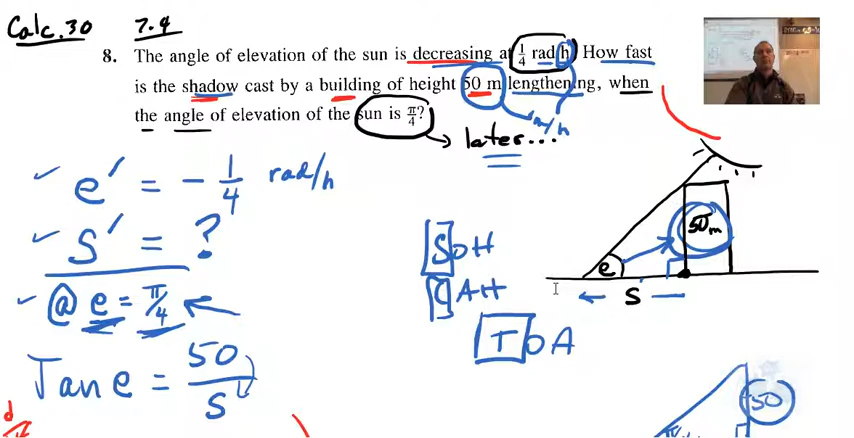 Calc. 30 7.4
8. The angle of elevation of the sun is decreasing at 1/4 rad/h. How fast
is the shadow cast by a building of height 50 m lengthening, when
the angle of elevation of the sun is π/4?
m/h
later...
e' = - 1/4 rad/h
S' = ?
@ e = π/4
Tan e = 50/S
SOH
CAH
TOA
50m
e
S
50